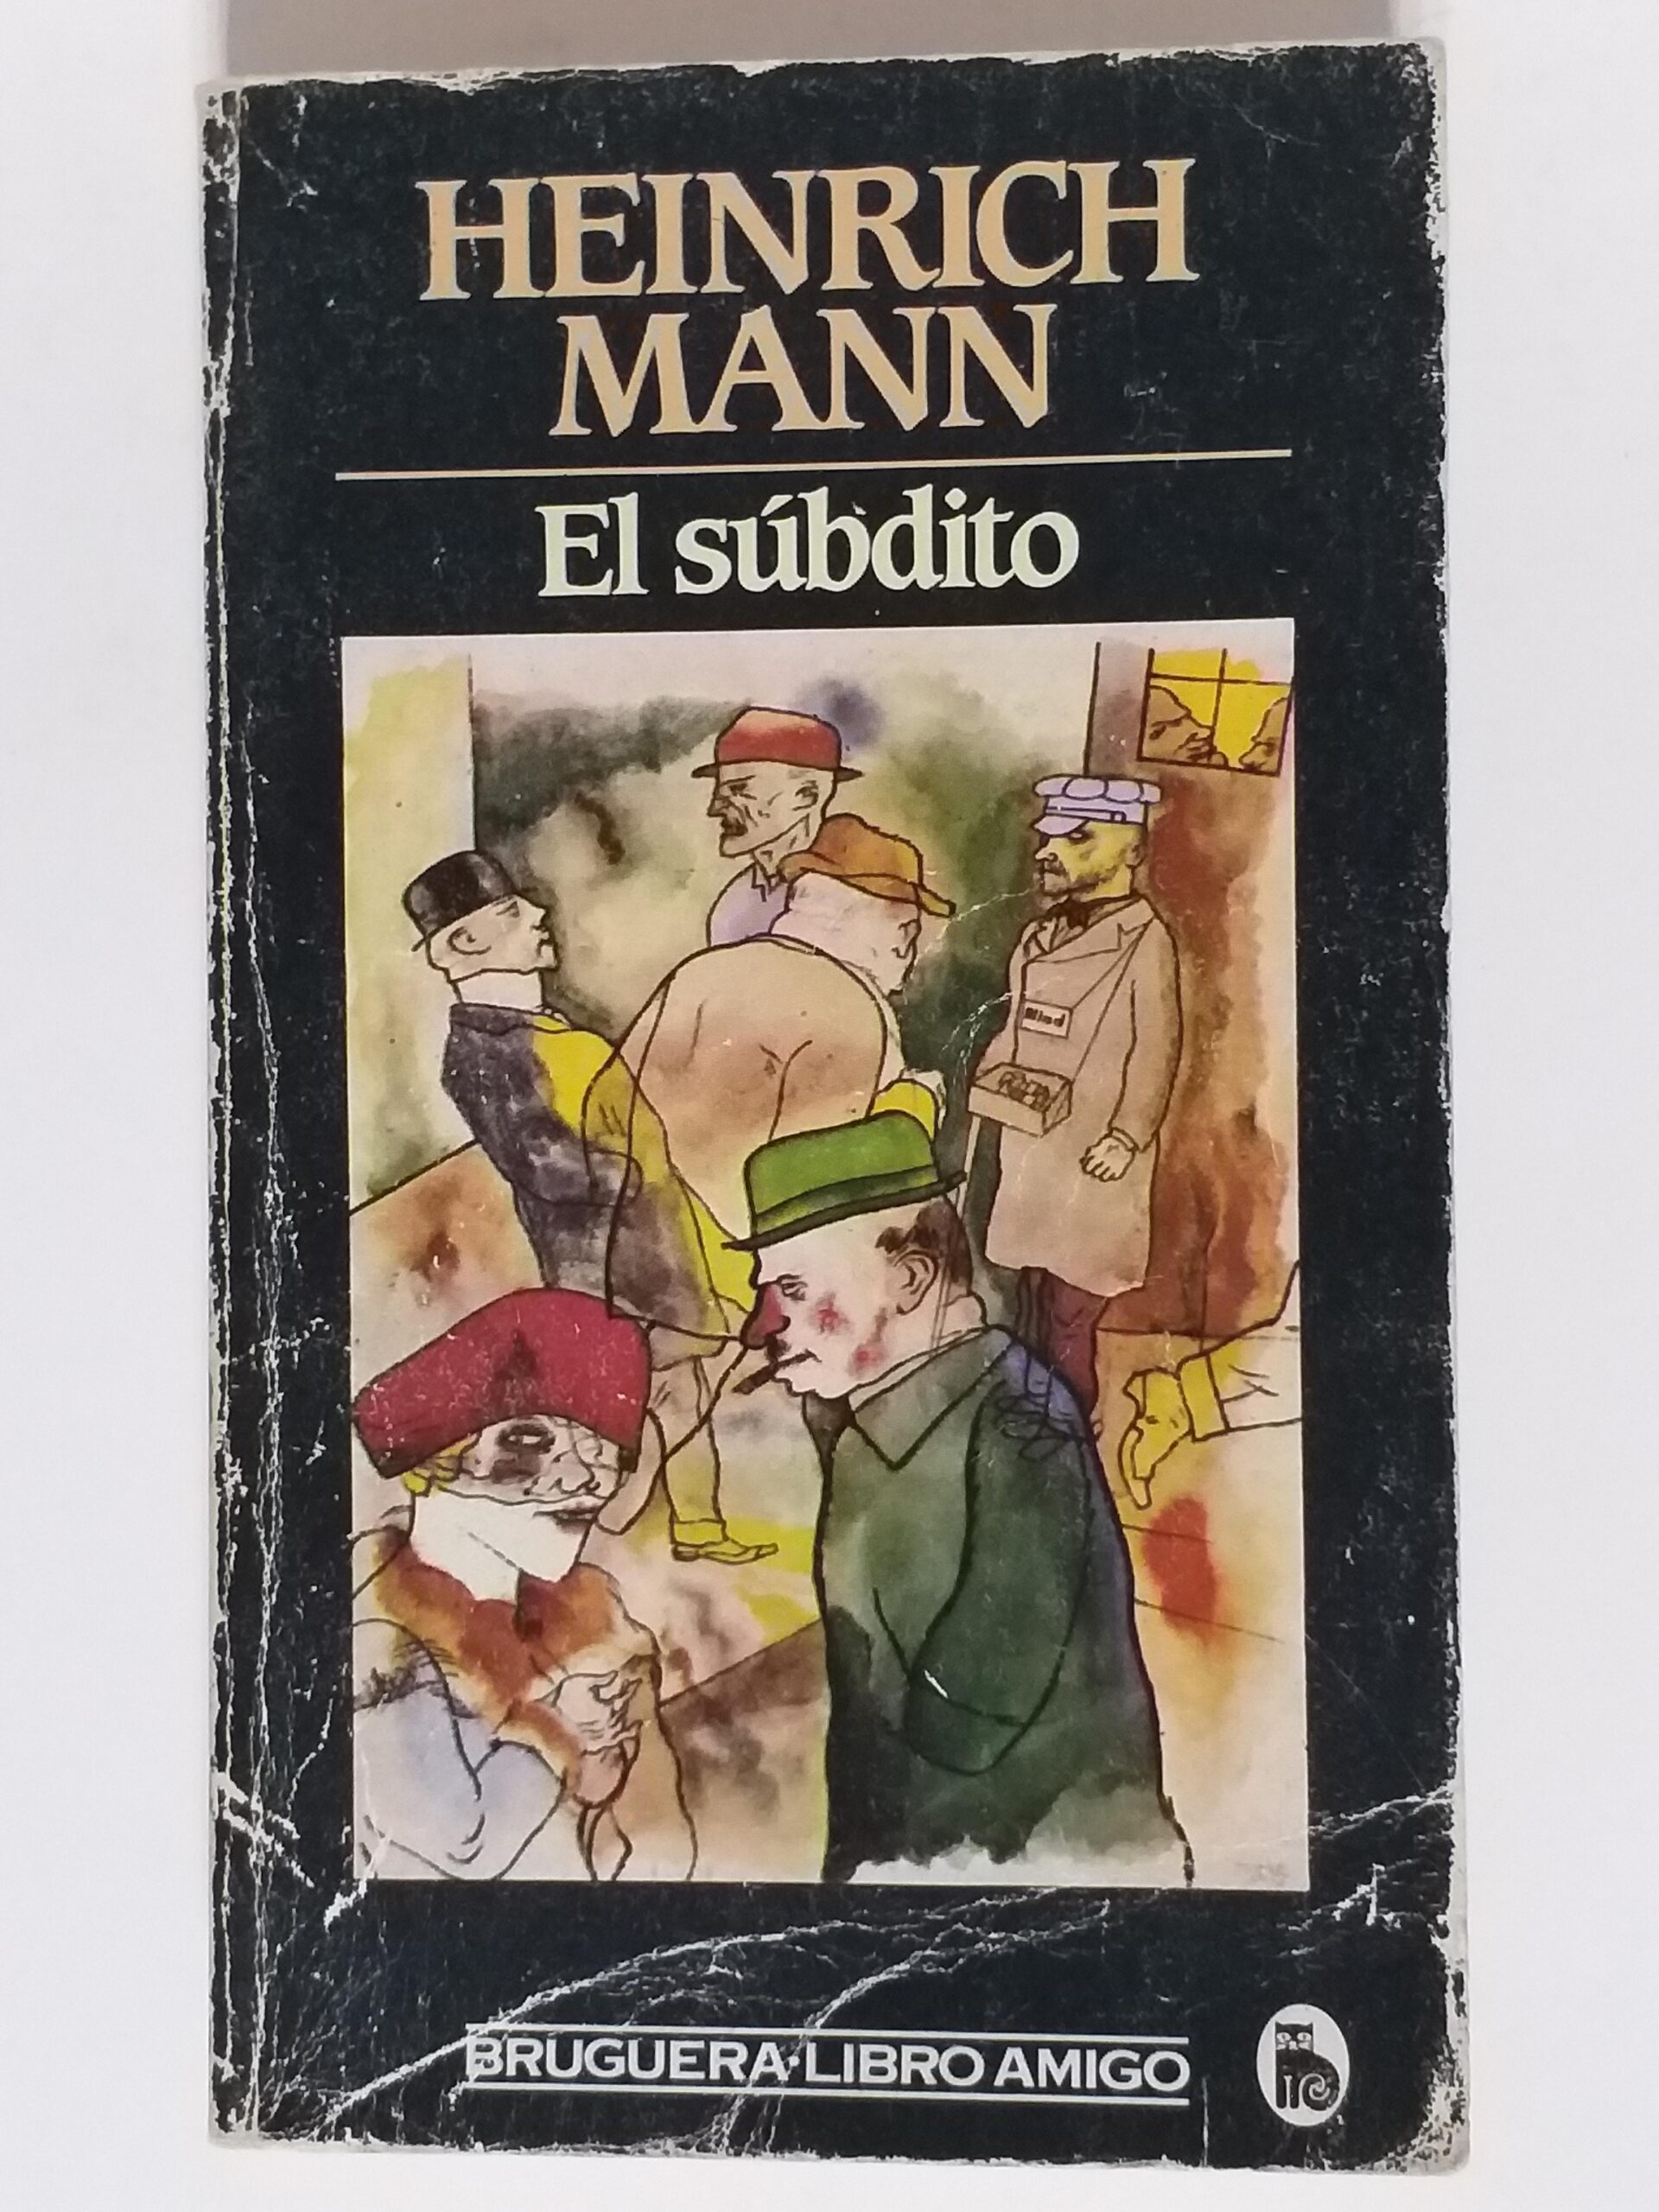 HEINRICH
MANN
El súbdito
Blind
BRUGUERA·LIBRO AMIGO